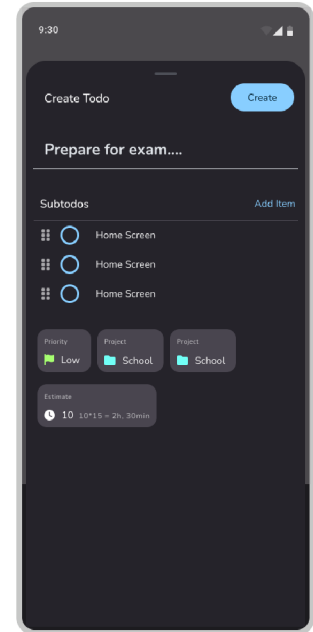 9:30
Create Todo
Create
Prepare for exam....
Subtodos
Add Item
Home Screen
Home Screen
Home Screen
Priority
Low
Project
School
Project
School
Estimate
10 10*15 = 2h, 30min